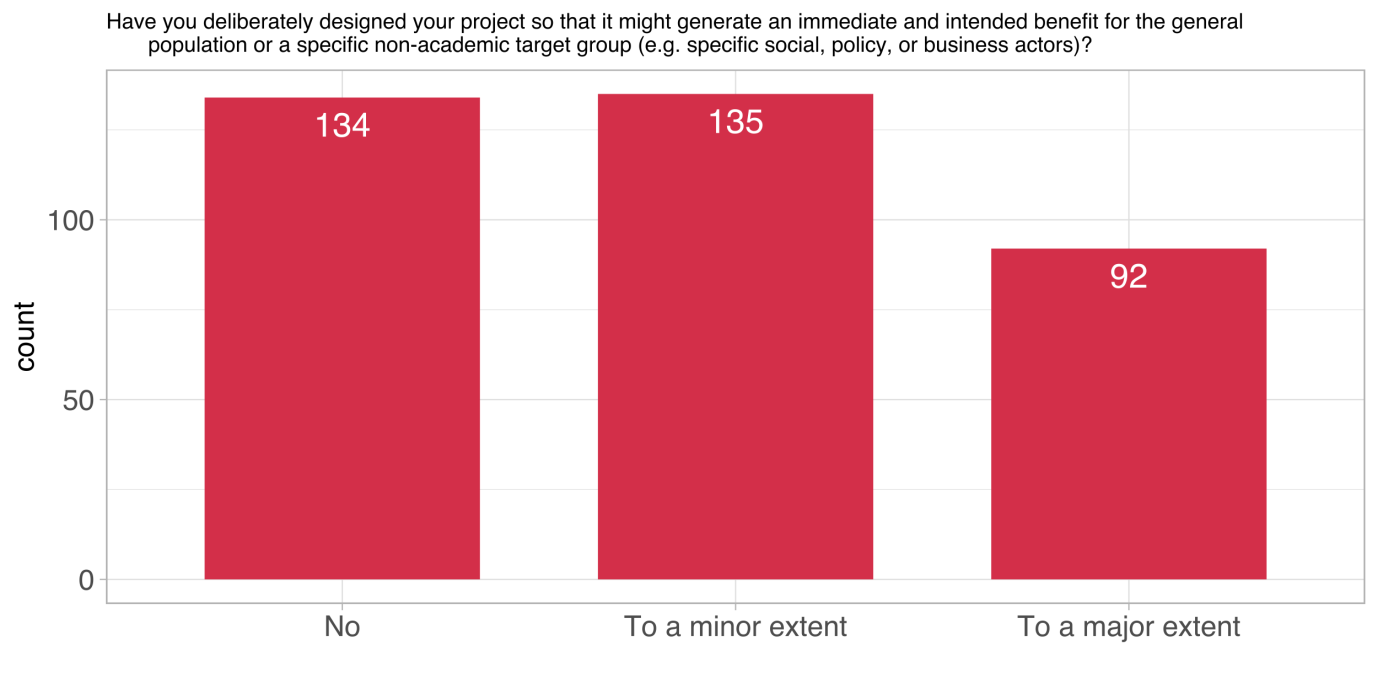 Have you deliberately designed your project so that it might generate an immediate and intended benefit for the general
population or a specific non-academic target group (e.g. specific social, policy, or business actors)?
134
135
92
100
50
0
count
No
To a minor extent
To a major extent